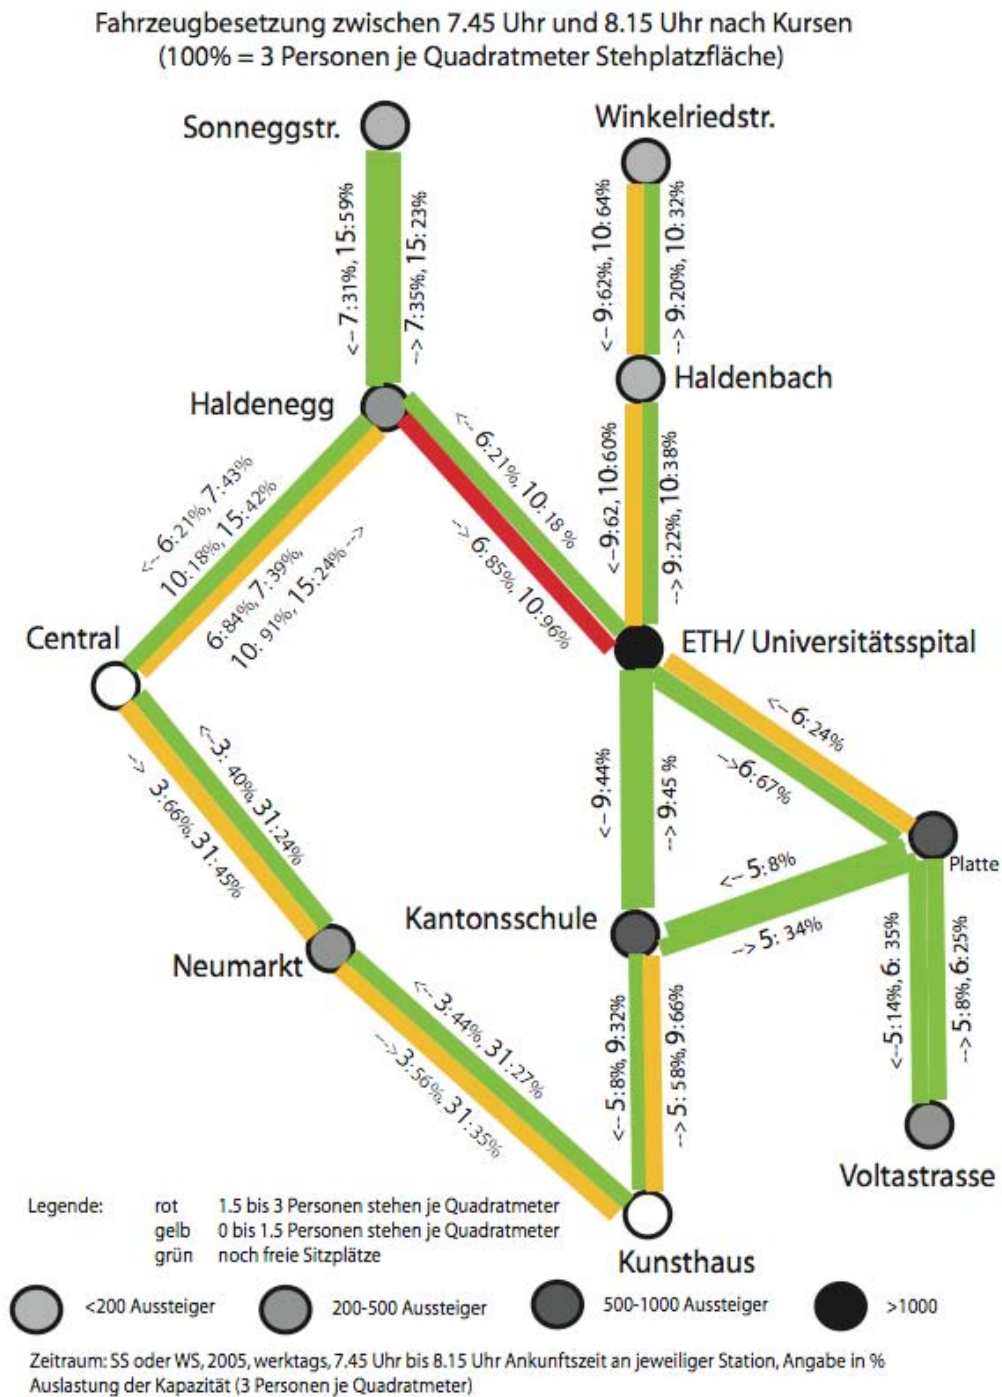 Fahrzeugbesetzung zwischen 7.45 Uhr und 8.15 Uhr nach Kursen
(100% = 3 Personen je Quadratmeter Stehplatzfläche)
Sonneggstr.
Winkelriedstr.
<-- 7:31%, 15:59%
--> 7:35%, 15:23%
<-- 9:62%, 10:64%
--> 9:20%, 10:32%
Haldenegg
Haldenbach
<-- 6:21%, 7:43%
10:18%, 15:42%
6:84%, 7:39%,
10: 91%, 15:24% -->
<-- 6:21%, 10:18 %
--> 6:85%, 10:96%
<--9:62, 10:60%
--> 9:22%, 10:38%
Central
ETH/ Universitätsspital
<--3: 40%, 31:24%
--> 3:66%, 31:45%
<-- 9:44%
--> 9:45 %
<-- 6:24%
-->6:67%
Platte
<-- 5:8%
--> 5: 34%
Kantonsschule
Neumarkt
<-- 3:44%, 31:27%
--> 3:56%, 31:35%
<-- 5:8%, 9:32%
--> 5: 58%, 9:66%
<--5:14%, 6: 35%
--> 5:8%, 6:25%
Voltastrasse
Kunsthaus
Legende: rot 1.5 bis 3 Personen stehen je Quadratmeter
gelb 0 bis 1.5 Personen stehen je Quadratmeter
grün noch freie Sitzplätze
<200 Aussteiger 200-500 Aussteiger 500-1000 Aussteiger >1000
Zeitraum: SS oder WS, 2005, werktags, 7.45 Uhr bis 8.15 Uhr Ankunftszeit an jeweiliger Station, Angabe in %
Auslastung der Kapazität (3 Personen je Quadratmeter)